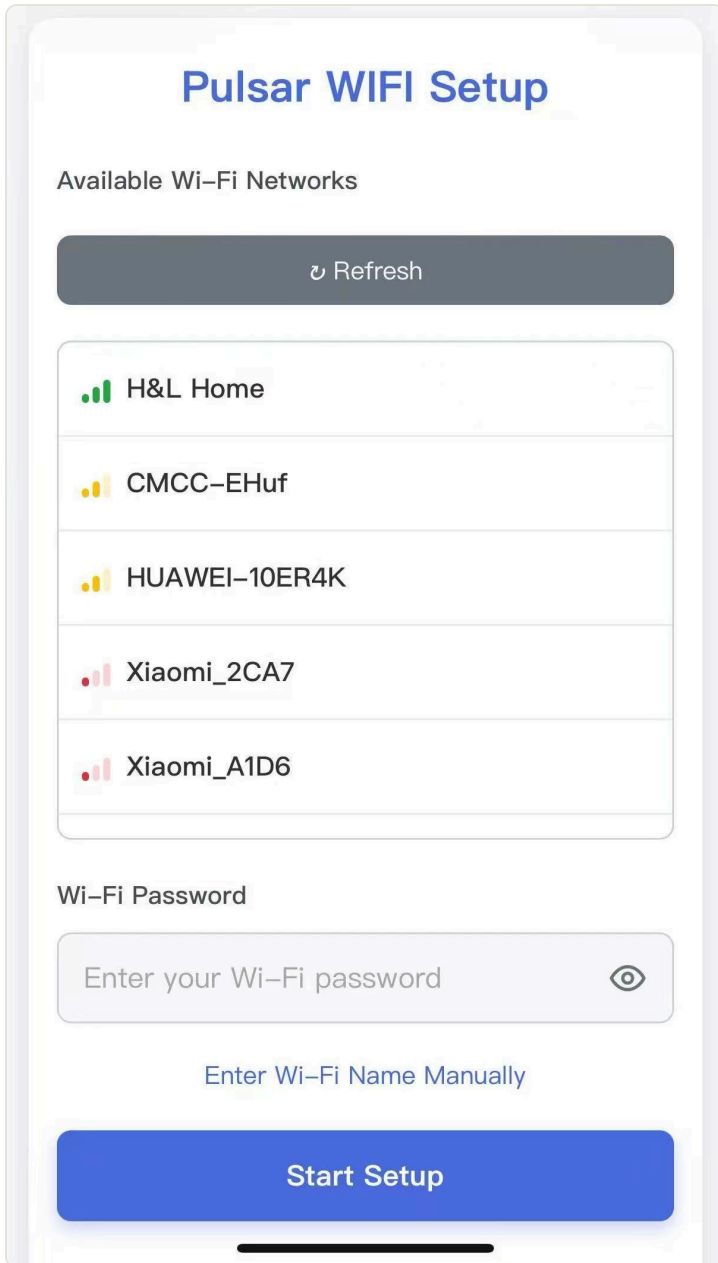 Pulsar WIFI Setup
Available Wi–Fi Networks
↻ Refresh
H&L Home
CMCC–EHuf
HUAWEI–10ER4K
Xiaomi_2CA7
Xiaomi_A1D6
Wi–Fi Password
Enter your Wi–Fi password
Enter Wi–Fi Name Manually
Start Setup